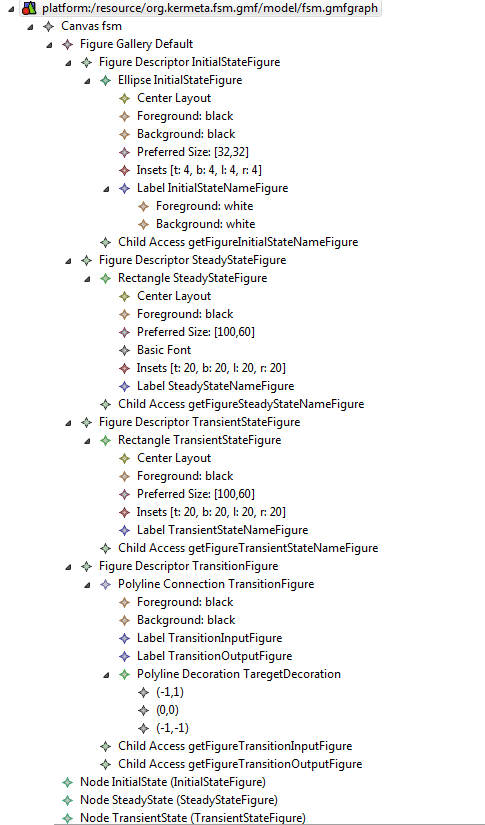 platform:/resource/org.kermeta.fsm.gmf/model/fsm.gmfgraph
Canvas fsm
Figure Gallery Default
Figure Descriptor InitialStateFigure
Ellipse InitialStateFigure
Center Layout
Foreground: black
Background: black
Preferred Size: [32,32]
Insets [t: 4, b: 4, l: 4, r: 4]
Label InitialStateNameFigure
Foreground: white
Background: white
Child Access getFigureInitialStateNameFigure
Figure Descriptor SteadyStateFigure
Rectangle SteadyStateFigure
Center Layout
Foreground: black
Preferred Size: [100,60]
Basic Font
Insets [t: 20, b: 20, l: 20, r: 20]
Label SteadyStateNameFigure
Child Access getFigureSteadyStateNameFigure
Figure Descriptor TransientStateFigure
Rectangle TransientStateFigure
Center Layout
Foreground: black
Preferred Size: [100,60]
Insets [t: 20, b: 20, l: 20, r: 20]
Label TransientStateNameFigure
Child Access getFigureTransientStateNameFigure
Figure Descriptor TransitionFigure
Polyline Connection TransitionFigure
Foreground: black
Background: black
Label TransitionInputFigure
Label TransitionOutputFigure
Polyline Decoration TaregetDecoration
(-1,1)
(0,0)
(-1,-1)
Child Access getFigureTransitionInputFigure
Child Access getFigureTransitionOutputFigure
Node InitialState (InitialStateFigure)
Node SteadyState (SteadyStateFigure)
Node TransientState (TransientStateFigure)